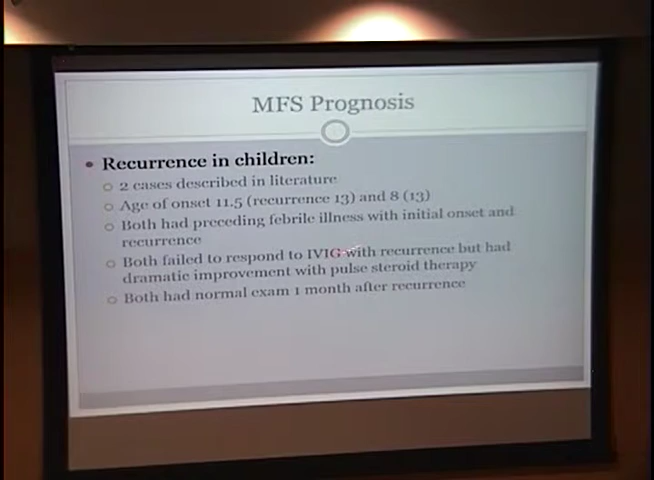 MFS Prognosis
Recurrence in children:
2 cases described in literature
Age of onset 11.5 (recurrence 13) and 8 (13)
Both had preceding febrile illness with initial onset and
recurrence
Both failed to respond to IVIG with recurrence but had
dramatic improvement with pulse steroid therapy
Both had normal exam 1 month after recurrence